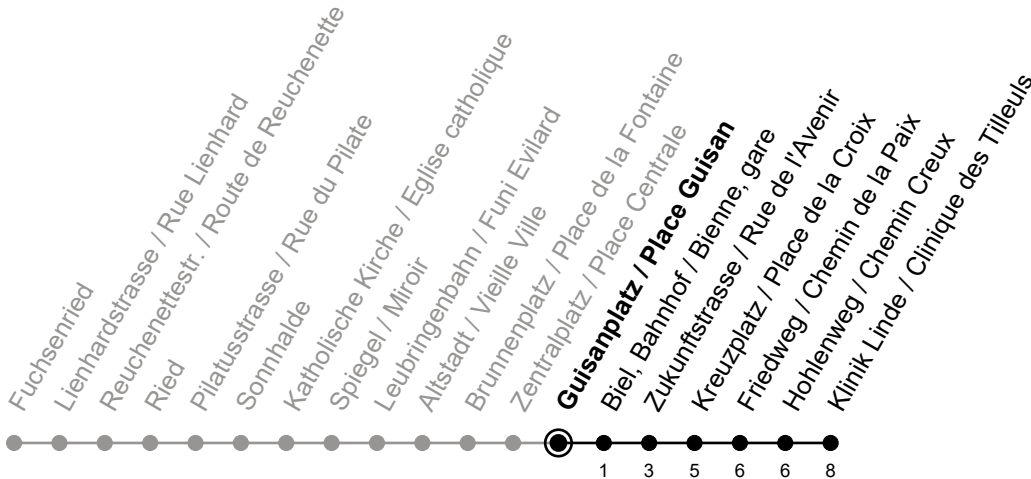 Fuchsenried
Lienhardstrasse / Rue Lienhard
Reuchenettestr. / Route de Reuchenette
Ried
Pilatusstrasse / Rue du Pilate
Sonnhalde
Katholische Kirche / Eglise catholique
Spiegel / Miroir
Leubringenbahn / Funi Evilard
Altstadt / Vieille Ville
Brunnenplatz / Place de la Fontaine
Zentralplatz / Place Centrale
Guisanplatz / Place Guisan
Biel, Bahnhof / Bienne, gare
Zukunftstrasse / Rue de l'Avenir
Kreuzplatz / Place de la Croix
Friedweg / Chemin de la Paix
Hohlenweg / Chemin Creux
Klinik Linde / Clinique des Tilleuls
1 3 5 6 6 8